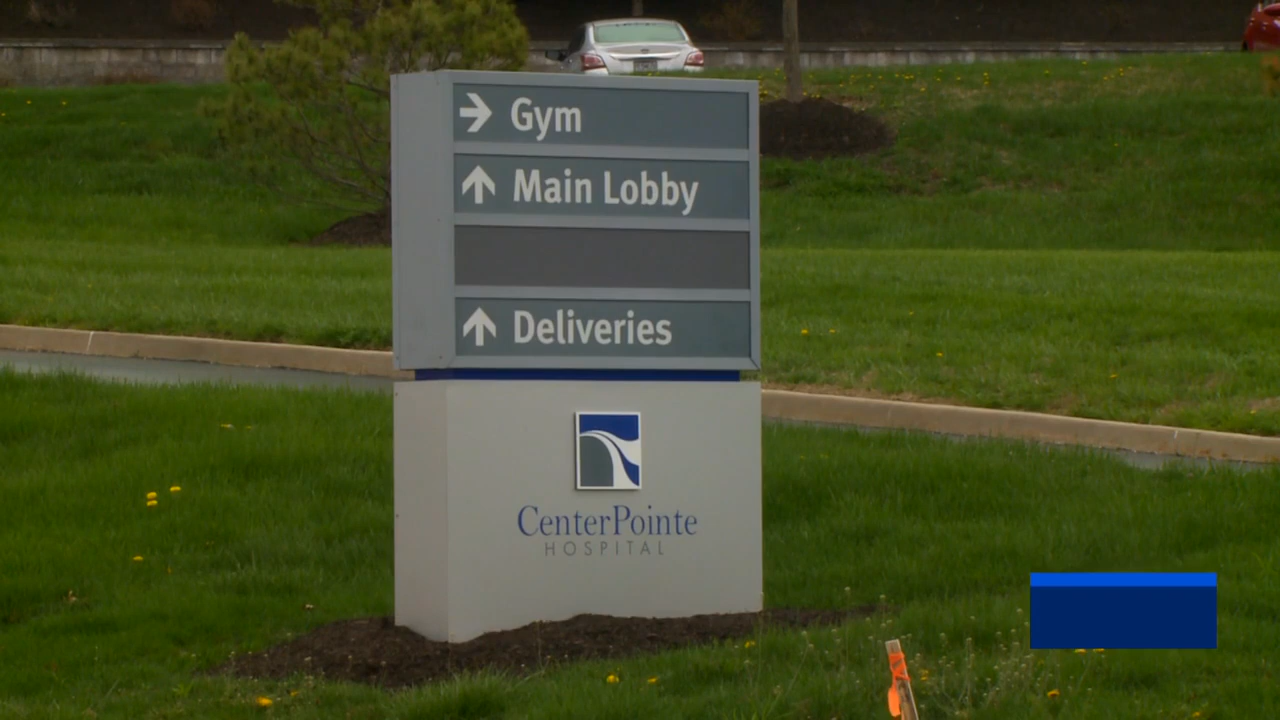 → Gym
↑ Main Lobby
↑ Deliveries
CenterPointe
HOSPITAL